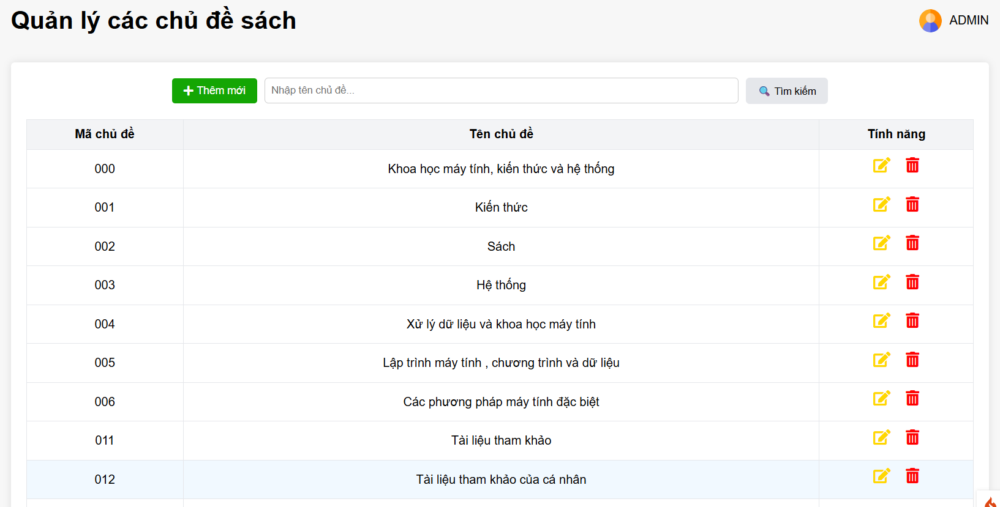 Quản lý các chủ đề sách
ADMIN
Thêm mới
Nhập tên chủ đề...
Tìm kiếm
Mã chủ đề Tên chủ đề Tính năng
000 Khoa học máy tính, kiến thức và hệ thống
001 Kiến thức
002 Sách
003 Hệ thống
004 Xử lý dữ liệu và khoa học máy tính
005 Lập trình máy tính , chương trình và dữ liệu
006 Các phương pháp máy tính đặc biệt
011 Tài liệu tham khảo
012 Tài liệu tham khảo của cá nhân